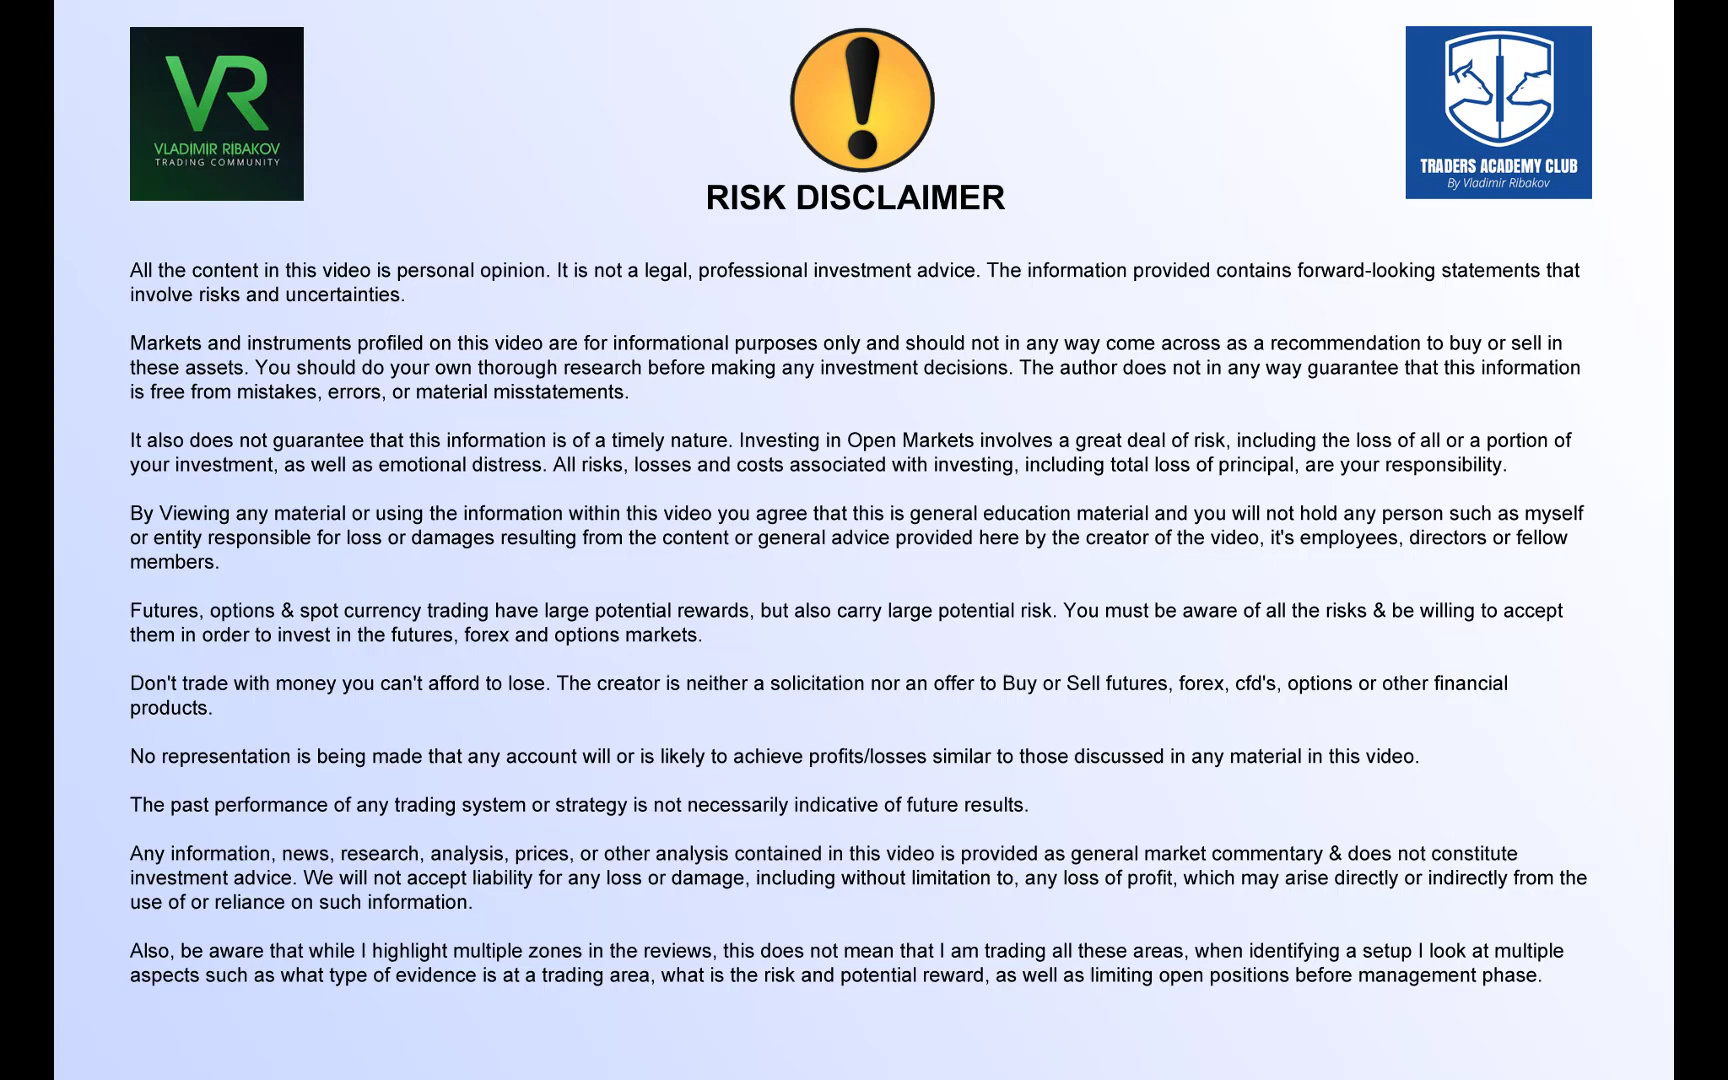 VR
VLADIMIR RIBAKOV
TRADING COMMUNITY
TRADERS ACADEMY CLUB
By Vladimir Ribakov
RISK DISCLAIMER
All the content in this video is personal opinion. It is not a legal, professional investment advice. The information provided contains forward-looking statements that
involve risks and uncertainties.
Markets and instruments profiled on this video are for informational purposes only and should not in any way come across as a recommendation to buy or sell in
these assets. You should do your own thorough research before making any investment decisions. The author does not in any way guarantee that this information
is free from mistakes, errors, or material misstatements.
It also does not guarantee that this information is of a timely nature. Investing in Open Markets involves a great deal of risk, including the loss of all or a portion of
your investment, as well as emotional distress. All risks, losses and costs associated with investing, including total loss of principal, are your responsibility.
By Viewing any material or using the information within this video you agree that this is general education material and you will not hold any person such as myself
or entity responsible for loss or damages resulting from the content or general advice provided here by the creator of the video, it's employees, directors or fellow
members.
Futures, options & spot currency trading have large potential rewards, but also carry large potential risk. You must be aware of all the risks & be willing to accept
them in order to invest in the futures, forex and options markets.
Don't trade with money you can't afford to lose. The creator is neither a solicitation nor an offer to Buy or Sell futures, forex, cfd's, options or other financial
products.
No representation is being made that any account will or is likely to achieve profits/losses similar to those discussed in any material in this video.
The past performance of any trading system or strategy is not necessarily indicative of future results.
Any information, news, research, analysis, prices, or other analysis contained in this video is provided as general market commentary & does not constitute
investment advice. We will not accept liability for any loss or damage, including without limitation to, any loss of profit, which may arise directly or indirectly from the
use of or reliance on such information.
Also, be aware that while I highlight multiple zones in the reviews, this does not mean that I am trading all these areas, when identifying a setup I look at multiple
aspects such as what type of evidence is at a trading area, what is the risk and potential reward, as well as limiting open positions before management phase.